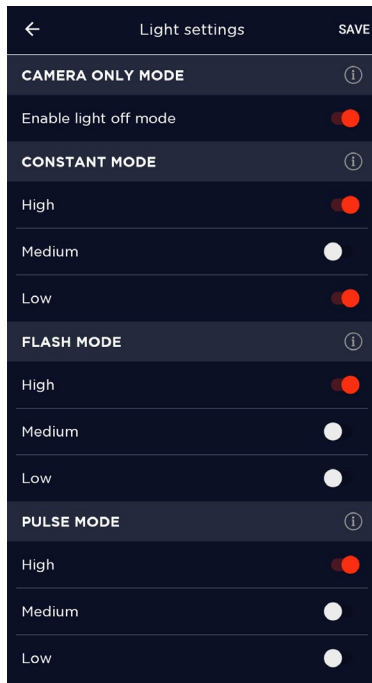 Light settings SAVE
CAMERA ONLY MODE
Enable light off mode
CONSTANT MODE
High
Medium
Low
FLASH MODE
High
Medium
Low
PULSE MODE
High
Medium
Low